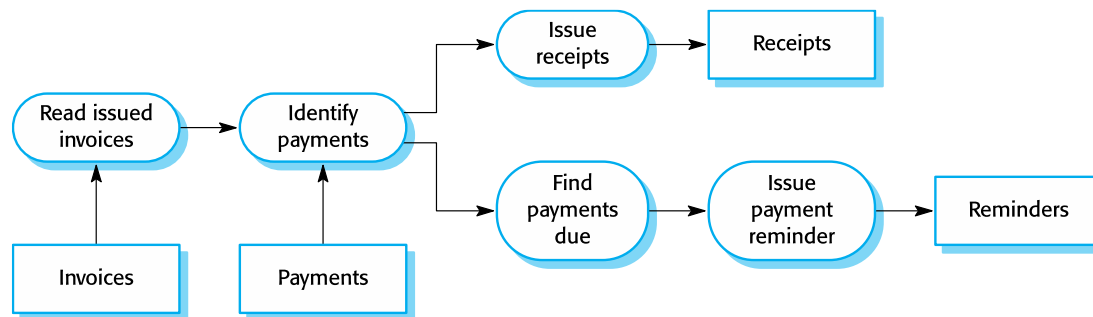 Issue
receipts
Receipts
Read issued
invoices
Identify
payments
Find
payments
due
Issue
payment
reminder
Reminders
Invoices
Payments